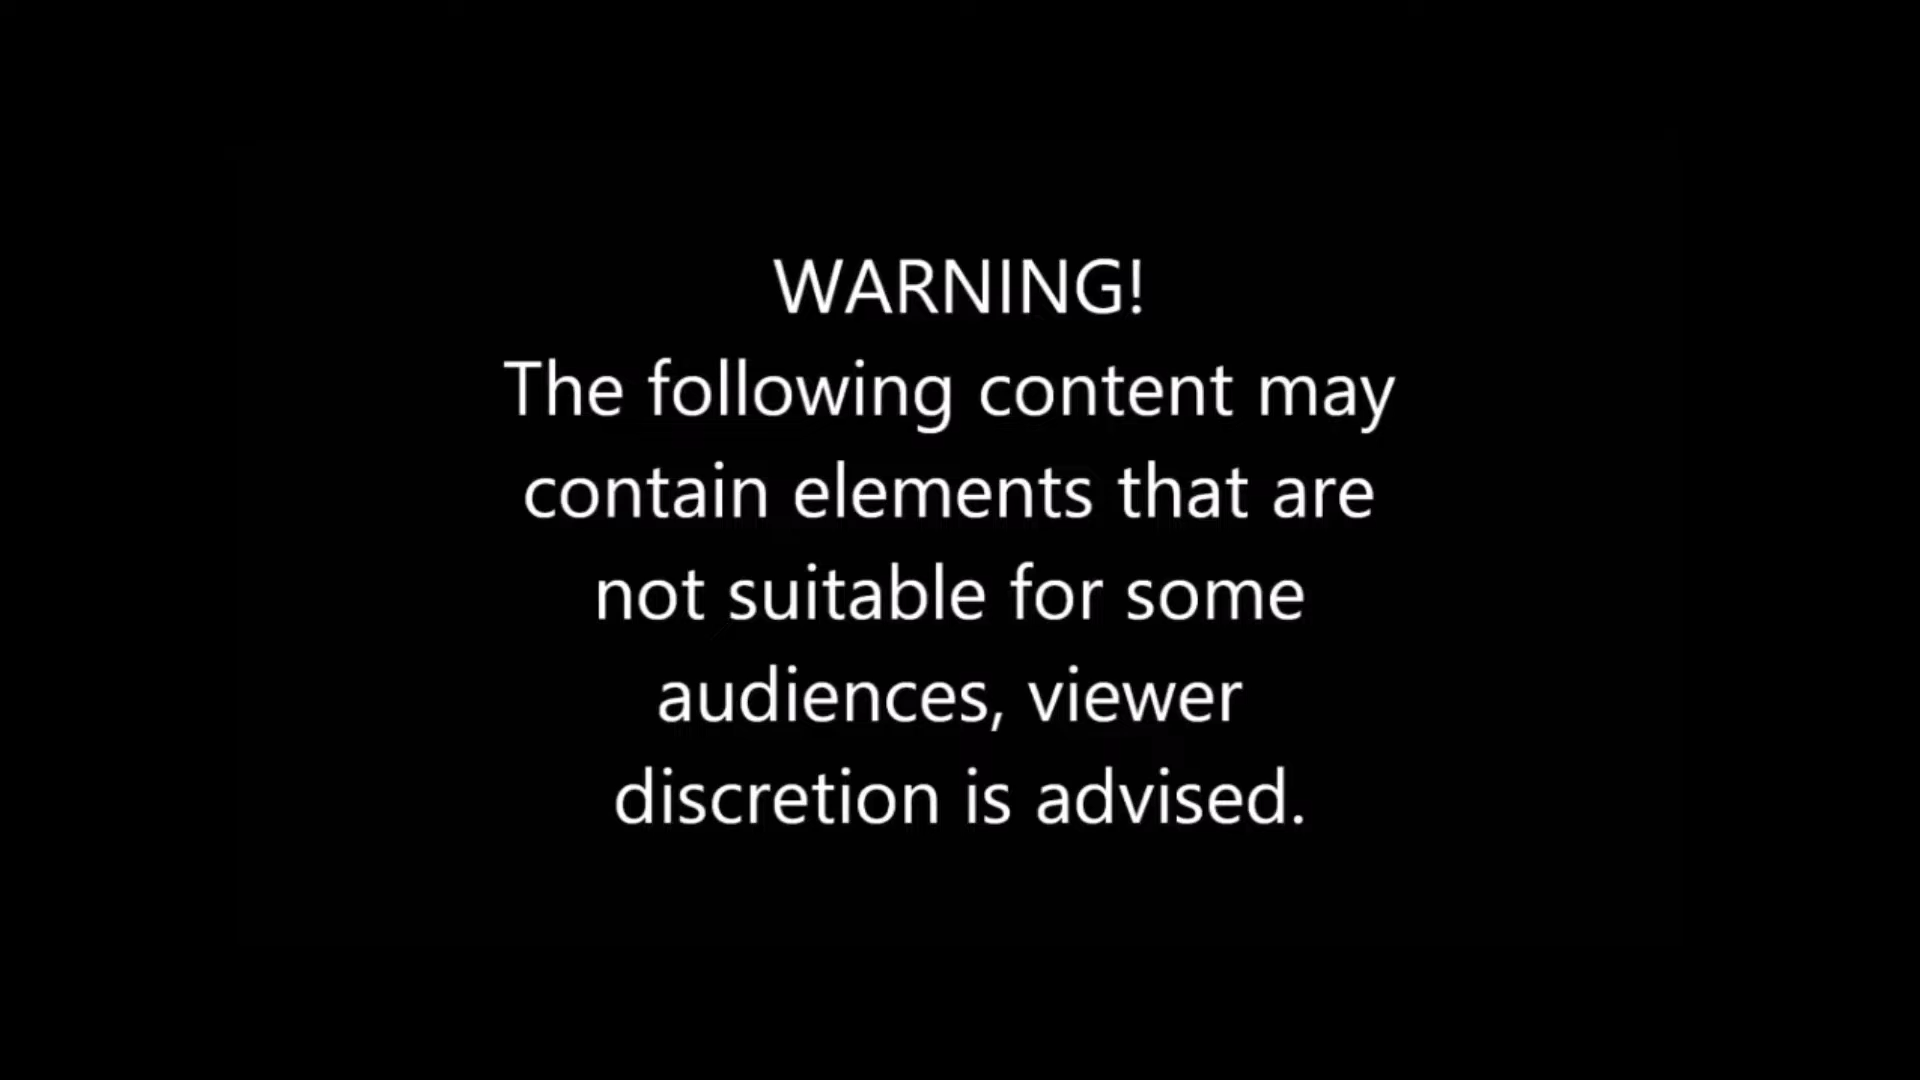 WARNING!
The following content may
contain elements that are
not suitable for some
audiences, viewer
discretion is advised.